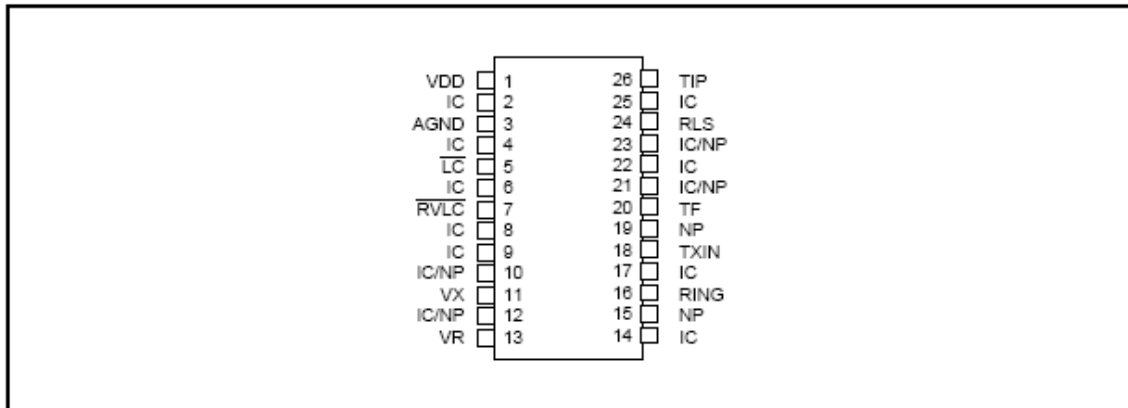 VDD 1 26 TIP
IC 2 25 IC
AGND 3 24 RLS
IC 4 23 IC/NP
L̅C̅ 5 22 IC
IC 6 21 IC/NP
R̅V̅L̅C̅ 7 20 TF
IC 8 19 NP
IC 9 18 TXIN
IC/NP 10 17 IC
VX 11 16 RING
IC/NP 12 15 NP
VR 13 14 IC